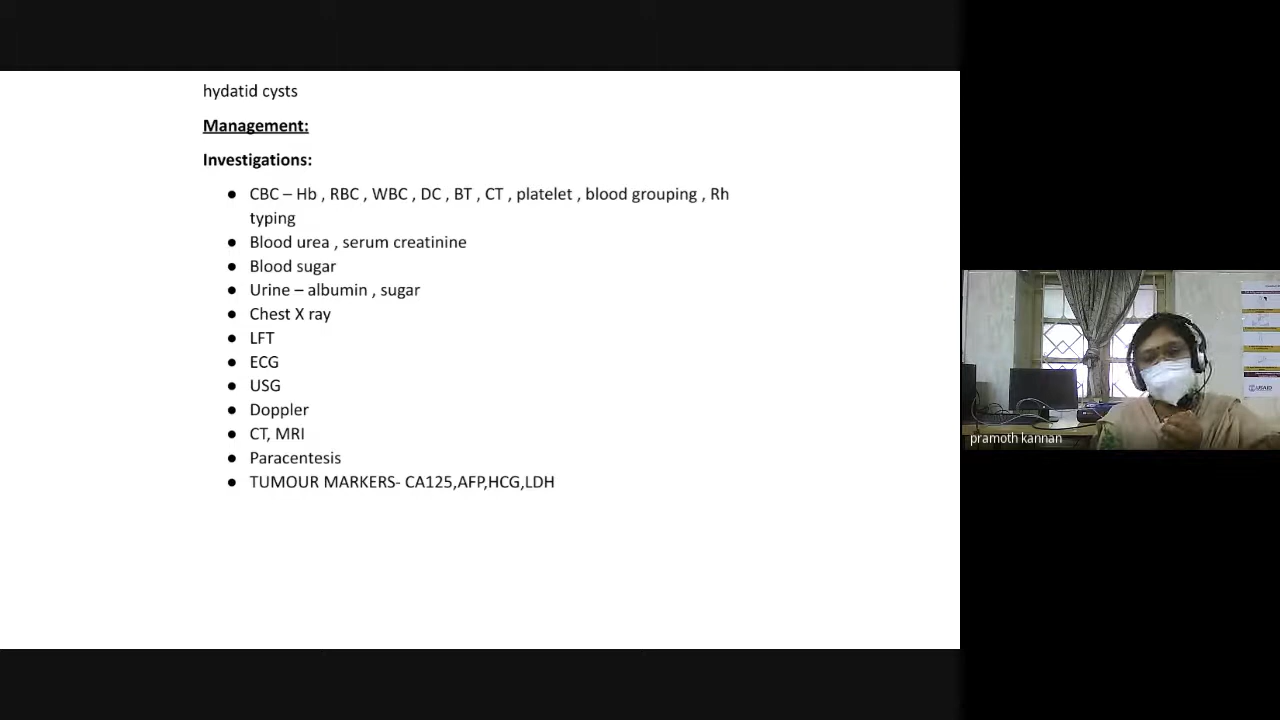 hydatid cysts
Management:
Investigations:
● CBC – Hb , RBC , WBC , DC , BT , CT , platelet , blood grouping , Rh
typing
● Blood urea , serum creatinine
● Blood sugar
● Urine – albumin , sugar
● Chest X ray
● LFT
● ECG
● USG
● Doppler
● CT, MRI
● Paracentesis
● TUMOUR MARKERS- CA125,AFP,HCG,LDH
USAID
pramoth kannan